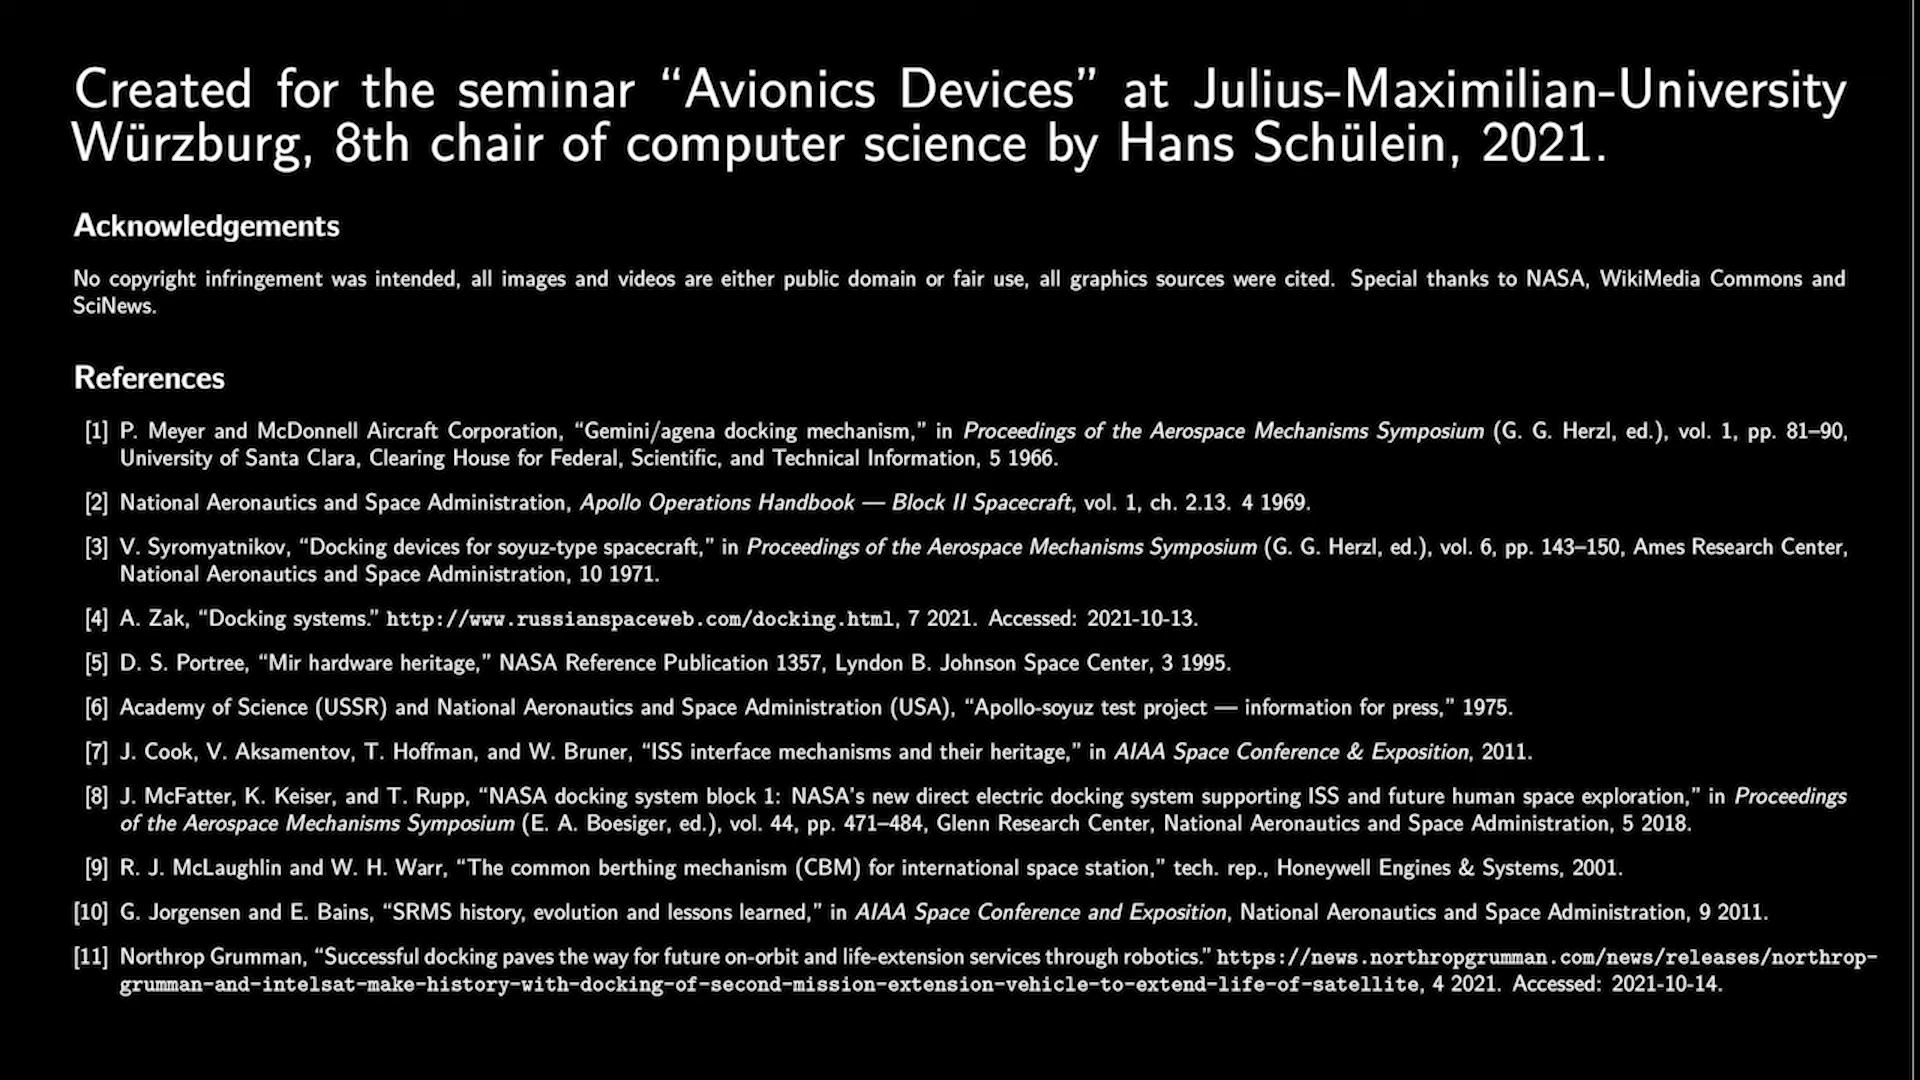 Created for the seminar “Avionics Devices” at Julius-Maximilian-University
Würzburg, 8th chair of computer science by Hans Schülein, 2021.
Acknowledgements
No copyright infringement was intended, all images and videos are either public domain or fair use, all graphics sources were cited. Special thanks to NASA, WikiMedia Commons and
SciNews.
References
[1] P. Meyer and McDonnell Aircraft Corporation, “Gemini/agena docking mechanism,” in Proceedings of the Aerospace Mechanisms Symposium (G. G. Herzl, ed.), vol. 1, pp. 81–90,
University of Santa Clara, Clearing House for Federal, Scientific, and Technical Information, 5 1966.
[2] National Aeronautics and Space Administration, Apollo Operations Handbook — Block II Spacecraft, vol. 1, ch. 2.13. 4 1969.
[3] V. Syromyatnikov, “Docking devices for soyuz-type spacecraft,” in Proceedings of the Aerospace Mechanisms Symposium (G. G. Herzl, ed.), vol. 6, pp. 143–150, Ames Research Center,
National Aeronautics and Space Administration, 10 1971.
[4] A. Zak, “Docking systems.” http://www.russianspaceweb.com/docking.html, 7 2021. Accessed: 2021-10-13.
[5] D. S. Portree, “Mir hardware heritage,” NASA Reference Publication 1357, Lyndon B. Johnson Space Center, 3 1995.
[6] Academy of Science (USSR) and National Aeronautics and Space Administration (USA), “Apollo-soyuz test project — information for press,” 1975.
[7] J. Cook, V. Aksamentov, T. Hoffman, and W. Bruner, “ISS interface mechanisms and their heritage,” in AIAA Space Conference & Exposition, 2011.
[8] J. McFatter, K. Keiser, and T. Rupp, “NASA docking system block 1: NASA's new direct electric docking system supporting ISS and future human space exploration,” in Proceedings
of the Aerospace Mechanisms Symposium (E. A. Boesiger, ed.), vol. 44, pp. 471–484, Glenn Research Center, National Aeronautics and Space Administration, 5 2018.
[9] R. J. McLaughlin and W. H. Warr, “The common berthing mechanism (CBM) for international space station,” tech. rep., Honeywell Engines & Systems, 2001.
[10] G. Jorgensen and E. Bains, “SRMS history, evolution and lessons learned,” in AIAA Space Conference and Exposition, National Aeronautics and Space Administration, 9 2011.
[11] Northrop Grumman, “Successful docking paves the way for future on-orbit and life-extension services through robotics.” https://news.northropgrumman.com/news/releases/northrop-
grumman-and-intelsat-make-history-with-docking-of-second-mission-extension-vehicle-to-extend-life-of-satellite, 4 2021. Accessed: 2021-10-14.